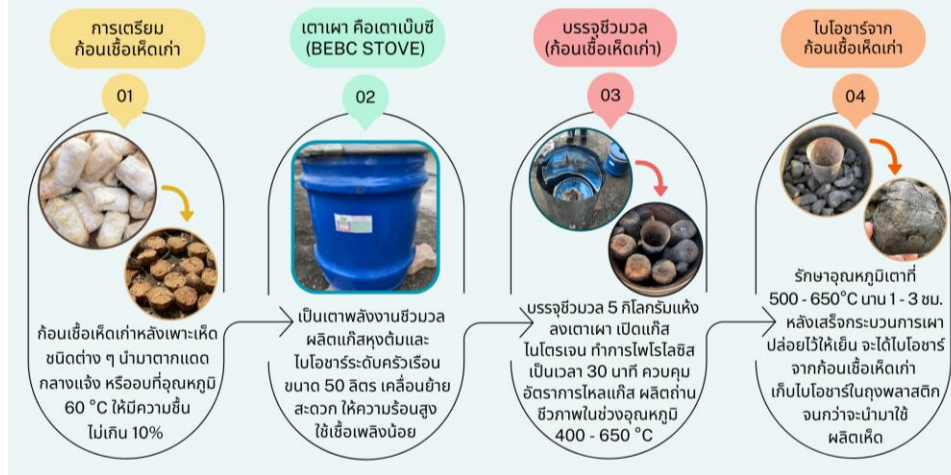 การเตรียม
ก้อนเชื้อเห็ดเก่า
01
ก้อนเชื้อเห็ดเก่าหลังเพาะเห็ด
ชนิดต่าง ๆ นำมาตากแดด
กลางแจ้ง หรืออบที่อุณหภูมิ
60 °C ให้มีความชื้น
ไม่เกิน 10%
เตาเผา คือเตาเบ๊บซี
(BEBC STOVE)
02
เป็นเตาพลังงานชีวมวล
ผลิตแก๊สหุงต้มและ
ไบโอชาร์ระดับครัวเรือน
ขนาด 50 ลิตร เคลื่อนย้าย
สะดวก ให้ความร้อนสูง
ใช้เชื้อเพลิงน้อย
บรรจุชีวมวล
(ก้อนเชื้อเห็ดเก่า)
03
บรรจุชีวมวล 5 กิโลกรัมแห้ง
ลงเตาเผา เปิดแก๊ส
ไนโตรเจน ทำการไพโรไลซิส
เป็นเวลา 30 นาที ควบคุม
อัตราการไหลแก๊ส ผลิตถ่าน
ชีวภาพในช่วงอุณหภูมิ
400 - 650 °C
ไบโอชาร์จาก
ก้อนเชื้อเห็ดเก่า
04
รักษาอุณหภูมิเตาที่
500 - 650°C นาน 1 - 3 ชม.
หลังเสร็จกระบวนการเผา
ปล่อยไว้ให้เย็น จะได้ไบโอชาร์
จากก้อนเชื้อเห็ดเก่า
เก็บไบโอชาร์ในถุงพลาสติก
จนกว่าจะนำมาใช้
ผลิตเห็ด